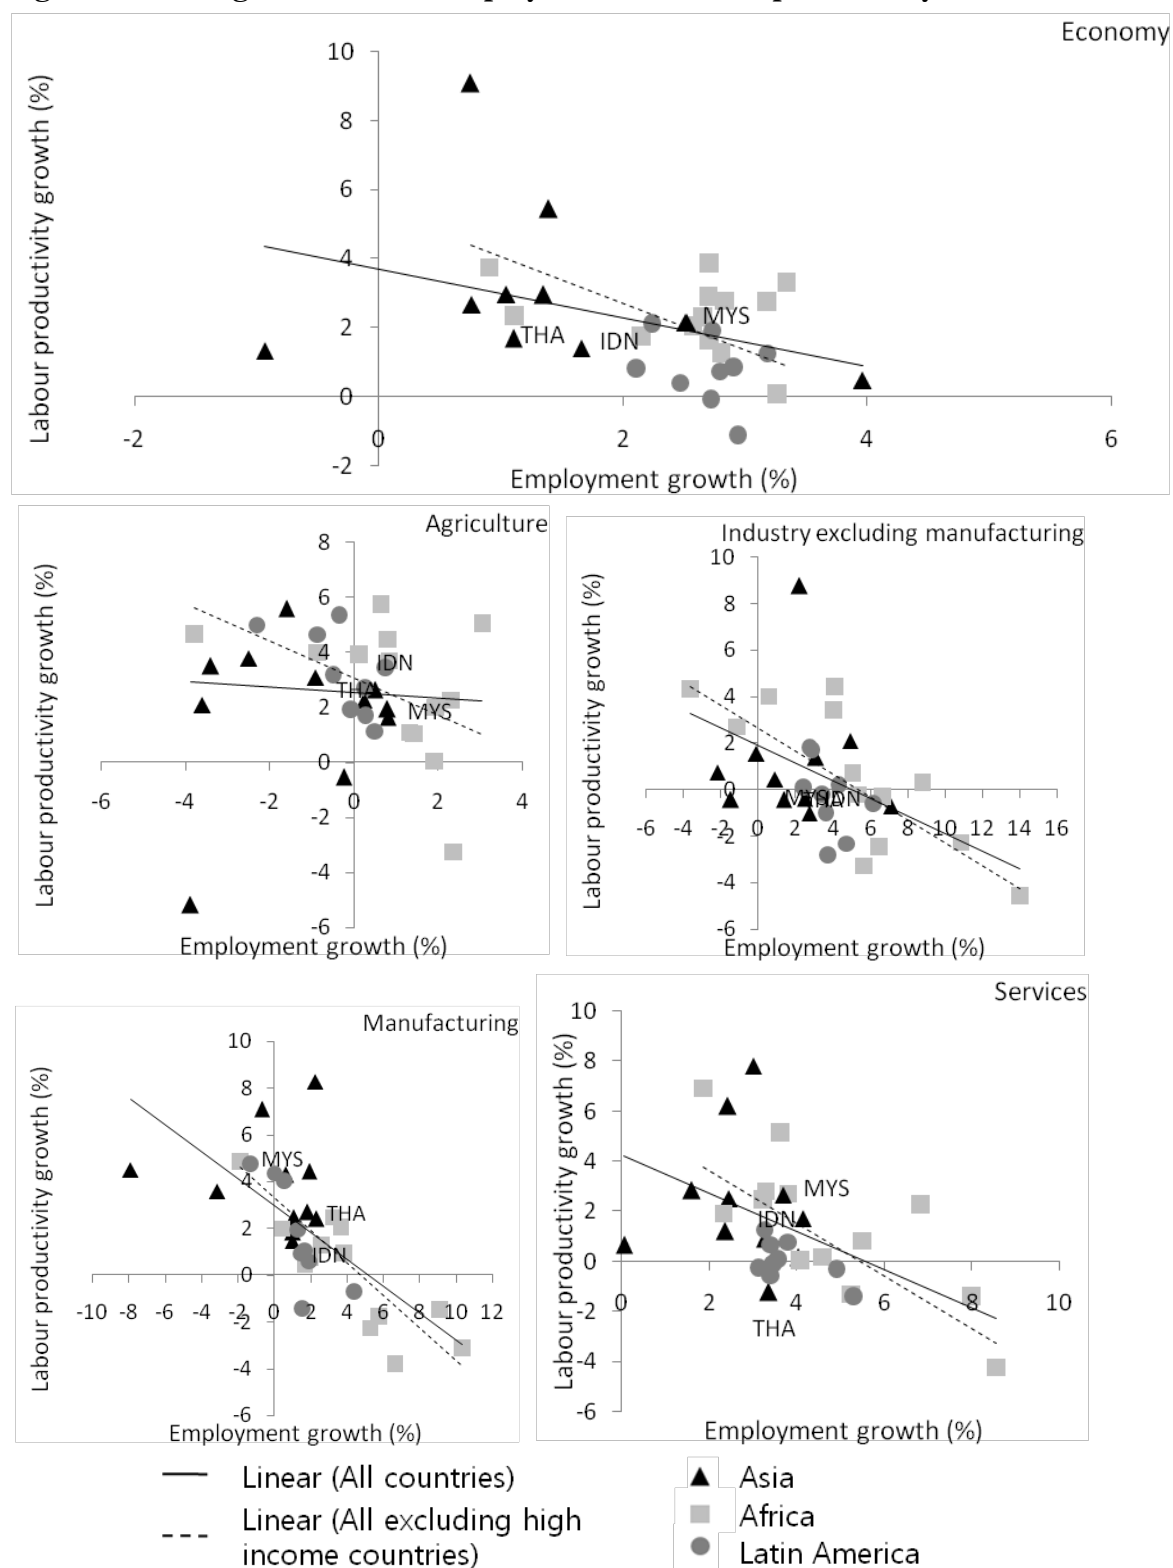 Economy
Labour productivity growth (%)
10
8
6
4
2
0
-2
-2
0
2
4
6
THA
IDN
MYS
Employment growth (%)
Agriculture
Labour productivity growth (%)
8
6
4
2
0
-2
-4
-6
-6
-4
-2
0
2
4
IDN
THA
MYS
Employment growth (%)
Industry excluding manufacturing
Labour productivity growth (%)
10
8
6
4
2
0
-2
-4
-6
-6
-4
-2
0
2
4
6
8
10
12
14
16
MYS
THA
IDN
Employment growth (%)
Manufacturing
Labour productivity growth (%)
10
8
6
4
2
0
-2
-4
-6
-10
-8
-6
-4
-2
0
2
4
6
8
10
12
MYS
THA
IDN
Employment growth (%)
Services
Labour productivity growth (%)
10
8
6
4
2
0
-2
-4
-6
0
2
4
6
8
10
MYS
IDN
THA
Employment growth (%)
Linear (All countries)
Linear (All excluding high
income countries)
Asia
Africa
Latin America